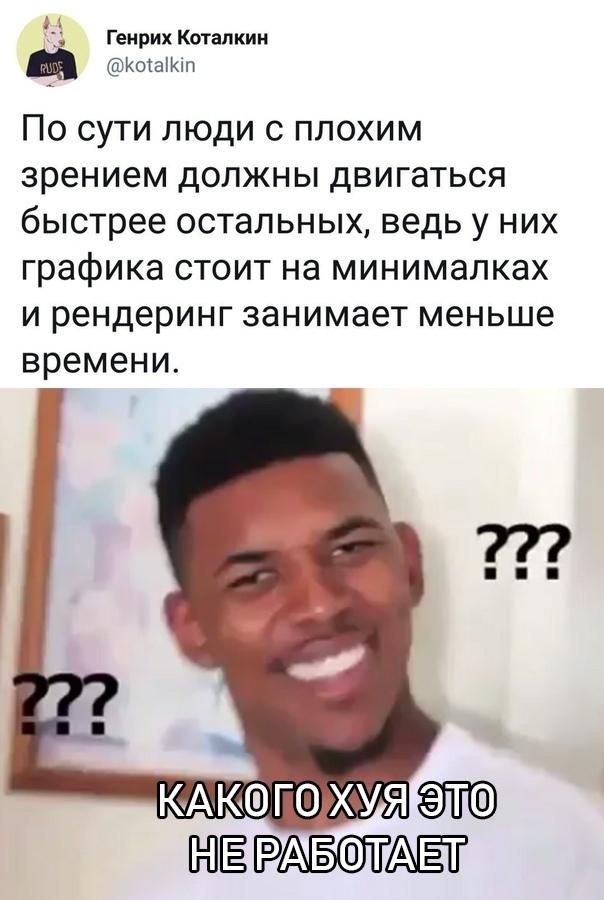 Генрих Коталкин
@kotalkin
RUDE
По сути люди с плохим
зрением должны двигаться
быстрее остальных, ведь у них
графика стоит на минималках
и рендеринг занимает меньше
времени.
???
???
КАКОГО ХУЯ ЭТО
НЕ РАБОТАЕТ